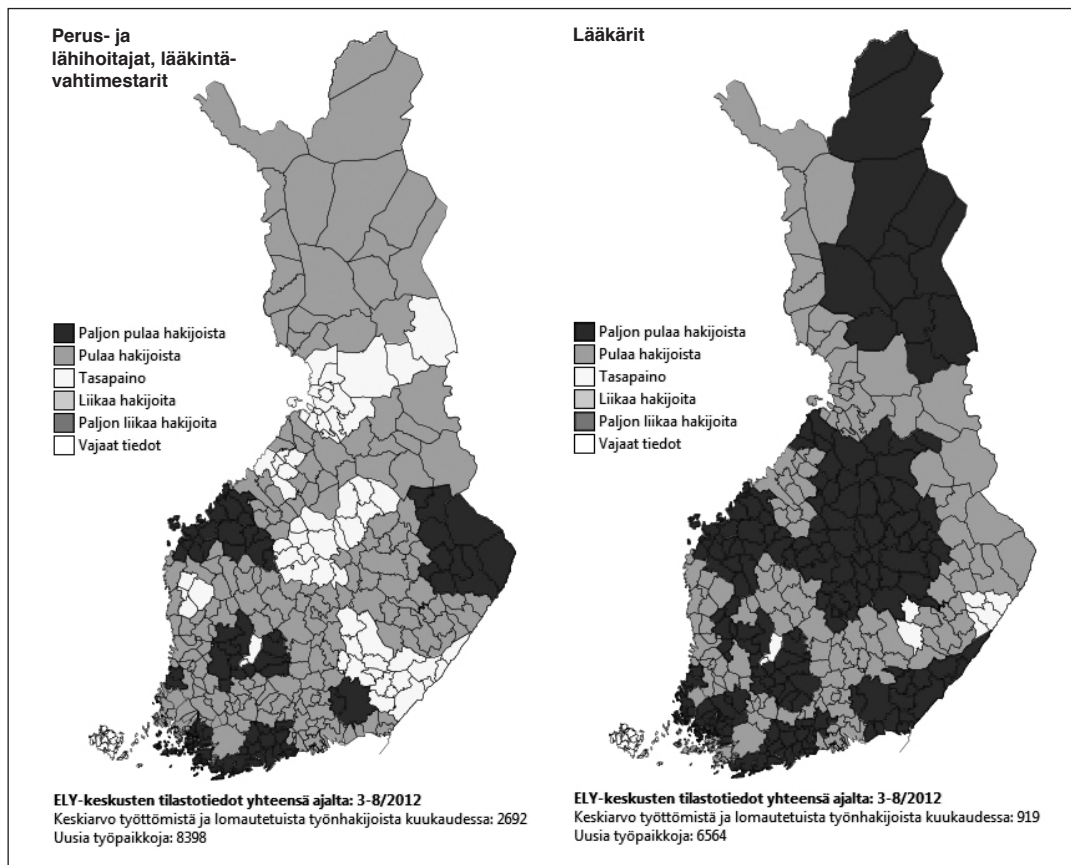 Perus- ja
lähihoitajat, lääkintä-
vahtimestarit
Paljon pulaa hakijoista
Pulaa hakijoista
Tasapaino
Liikaa hakijoita
Paljon liikaa hakijoita
Vajaat tiedot
ELY-keskusten tilastotiedot yhteensä ajalta: 3-8/2012
Keskiarvo työttömistä ja lomautetuista työnhakijoista kuukaudessa: 2692
Uusia työpaikkoja: 8398
Lääkärit
Paljon pulaa hakijoista
Pulaa hakijoista
Tasapaino
Liikaa hakijoita
Paljon liikaa hakijoita
Vajaat tiedot
ELY-keskusten tilastotiedot yhteensä ajalta: 3-8/2012
Keskiarvo työttömistä ja lomautetuista työnhakijoista kuukaudessa: 919
Uusia työpaikkoja: 6564